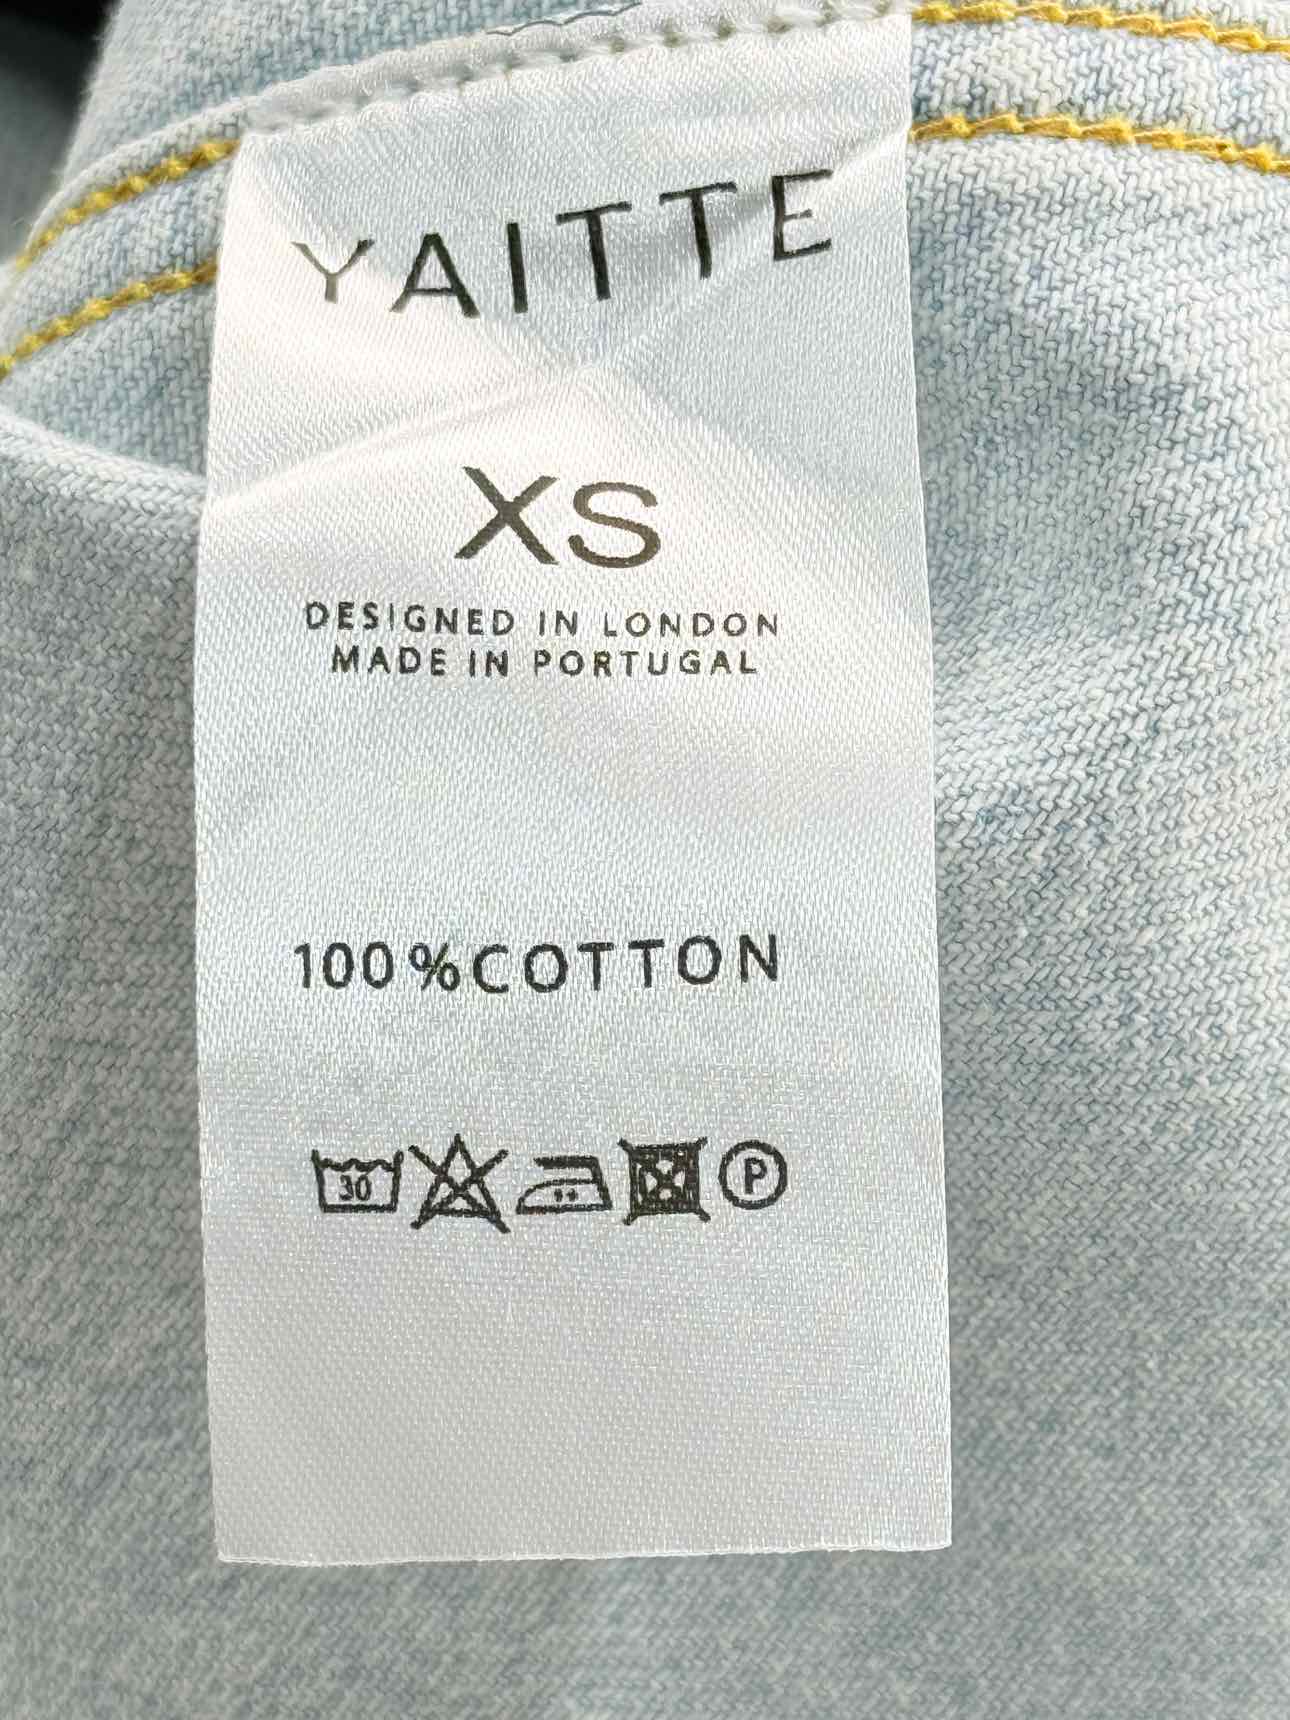 YAITTE
XS
DESIGNED IN LONDON
MADE IN PORTUGAL
100%COTTON
30 P